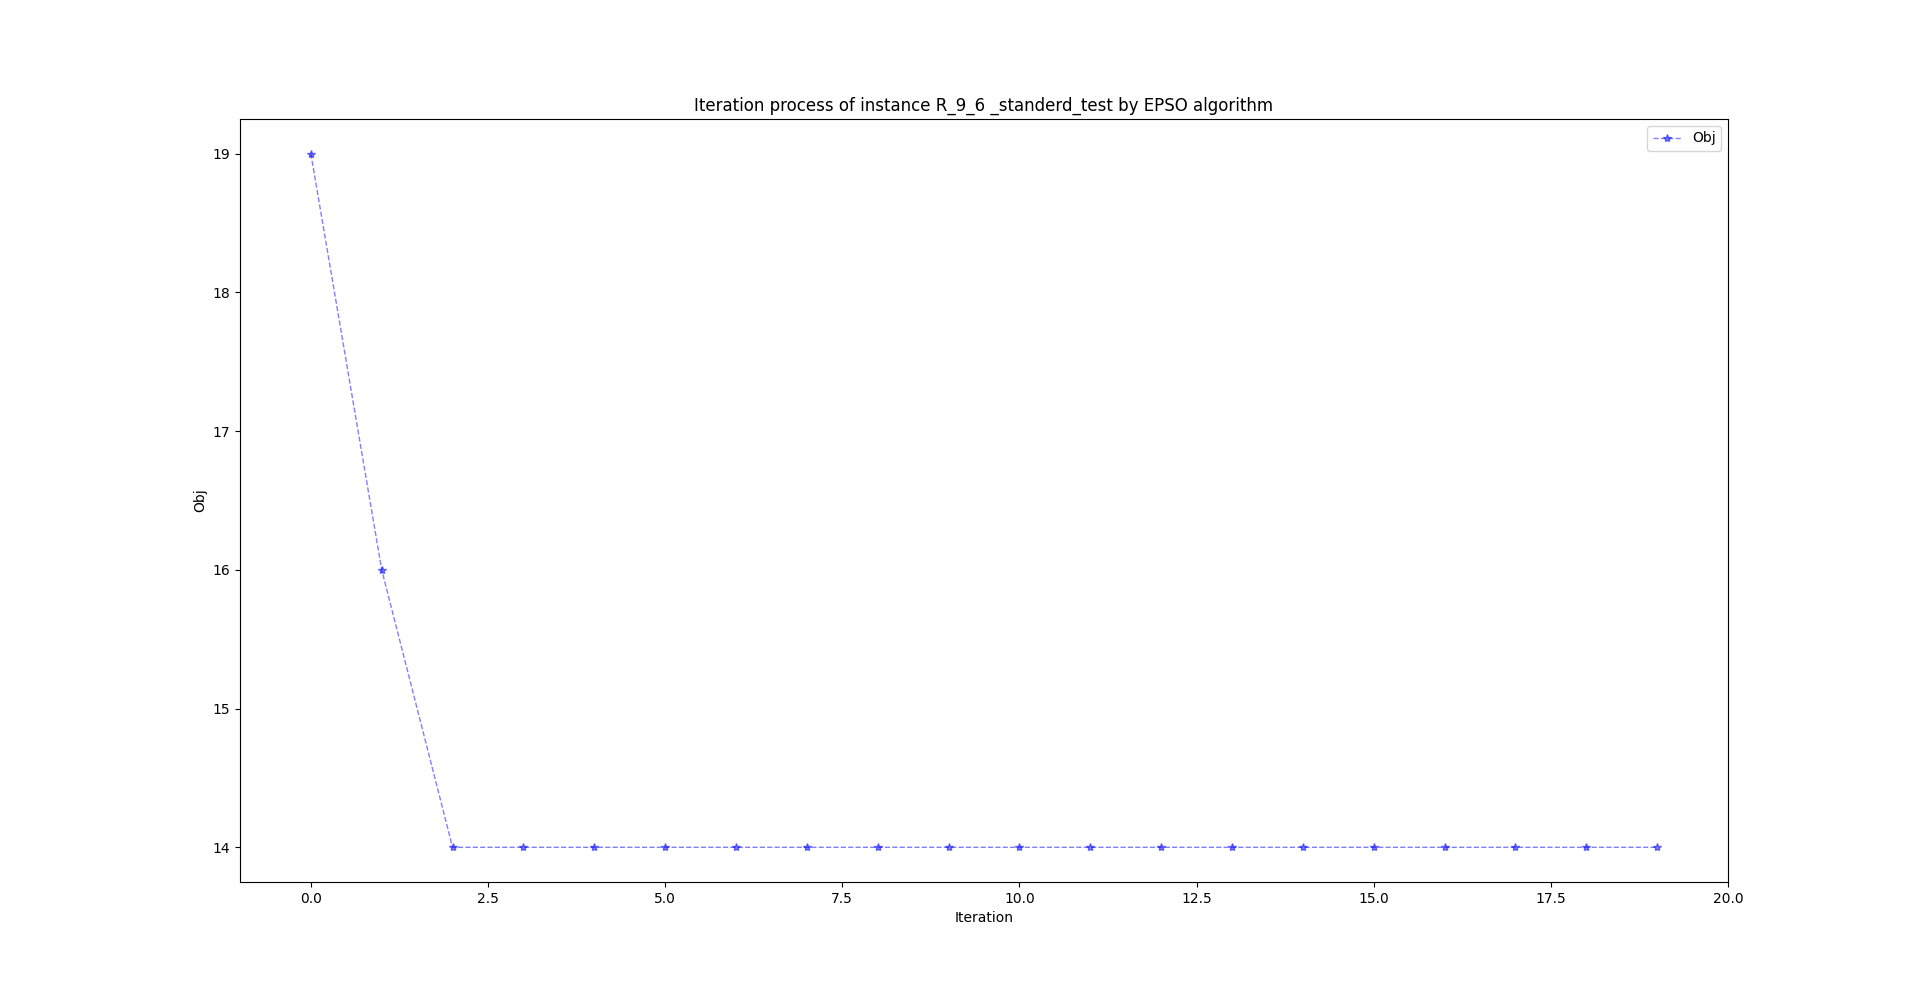 Iteration process of instance R_9_6 _standerd_test by EPSO algorithm
Obj
19
18
17
16
15
14
Obj
0.0 2.5 5.0 7.5 10.0 12.5 15.0 17.5 20.0
Iteration